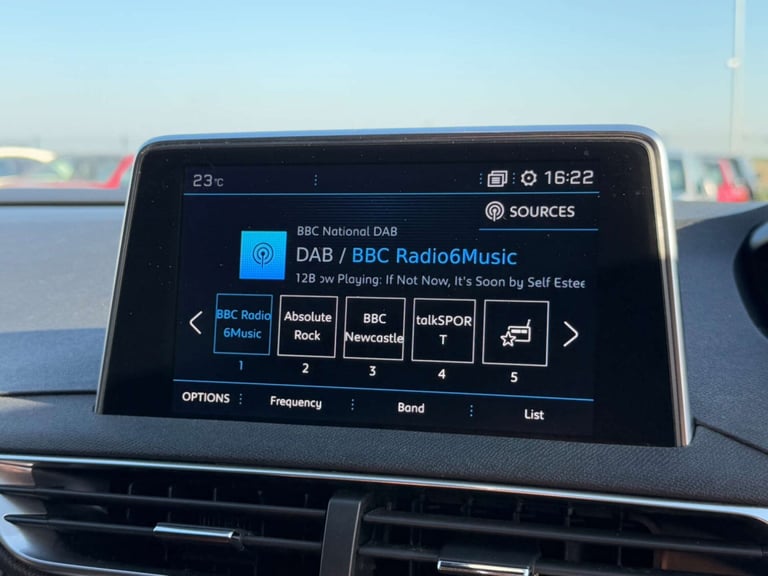 23°C
16:22
SOURCES
BBC National DAB
DAB / BBC Radio6Music
12B ow Playing: If Not Now, It's Soon by Self Estee
BBC Radio
6Music
Absolute
Rock
BBC
Newcastle
talkSPOR
T
1
2
3
4
5
OPTIONS
Frequency
Band
List